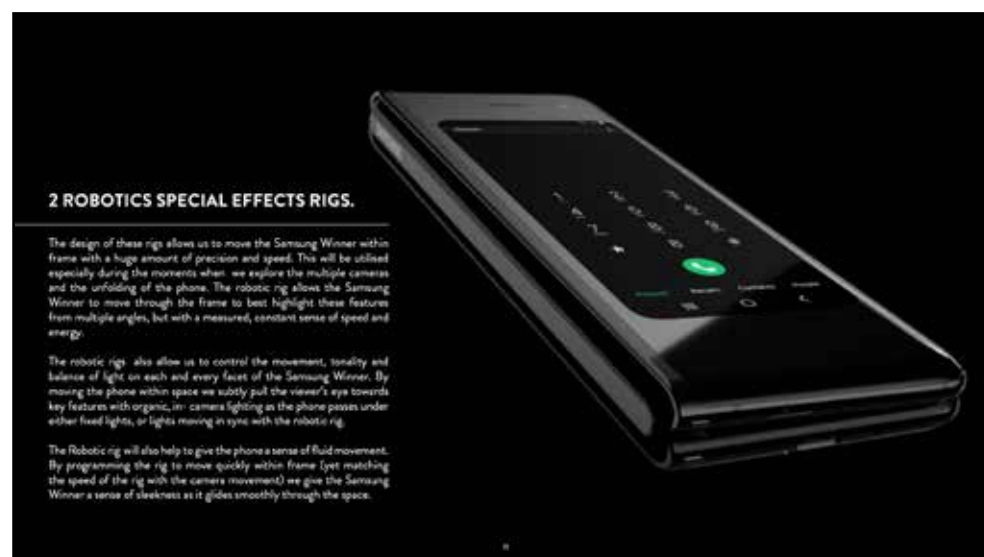 2 ROBOTICS SPECIAL EFFECTS RIGS.
The design of these rigs allows us to move the Samsung Winner within
frame with a huge amount of precision and speed. This will be utilised
especially during the moments when we explore the multiple cameras
and the unfolding of the phone. The robotic rig allows the Samsung
Winner to move through the frame to best highlight these features
from multiple angles, but with a measured, constant sense of speed and
energy.
The robotic rigs also allow us to control the movement, tonality and
balance of light on each and every facet of the Samsung Winner. By
moving the phone within space we subtly pull the viewer's eye towards
key features with organic, in- camera lighting as the phone passes under
either fixed lights, or lights moving in sync with the robotic rig.
The Robotic rig will also help to give the phone a sense of fluid movement.
By programming the rig to move quickly within frame (yet matching
the speed of the rig with the camera movement) we give the Samsung
Winner a sense of sleekness as it glides smoothly through the space.